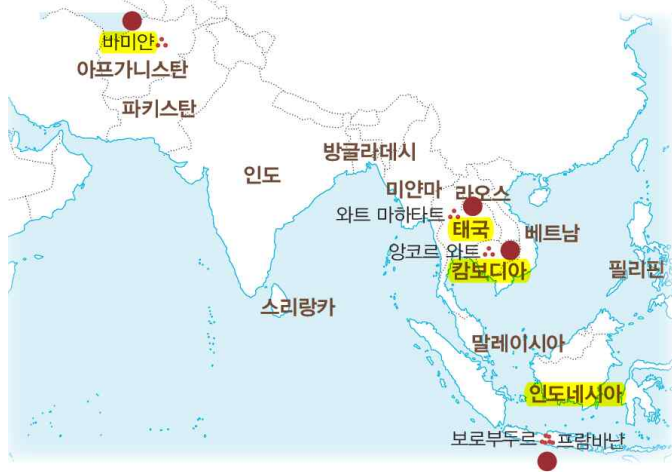 바미얀
아프가니스탄
파키스탄
방글라데시
인도
미얀마
라오스
와트 마하타트
태국
베트남
앙코르 와트
캄보디아
필리핀
스리랑카
말레이시아
인도네시아
보로부두르 프람바난